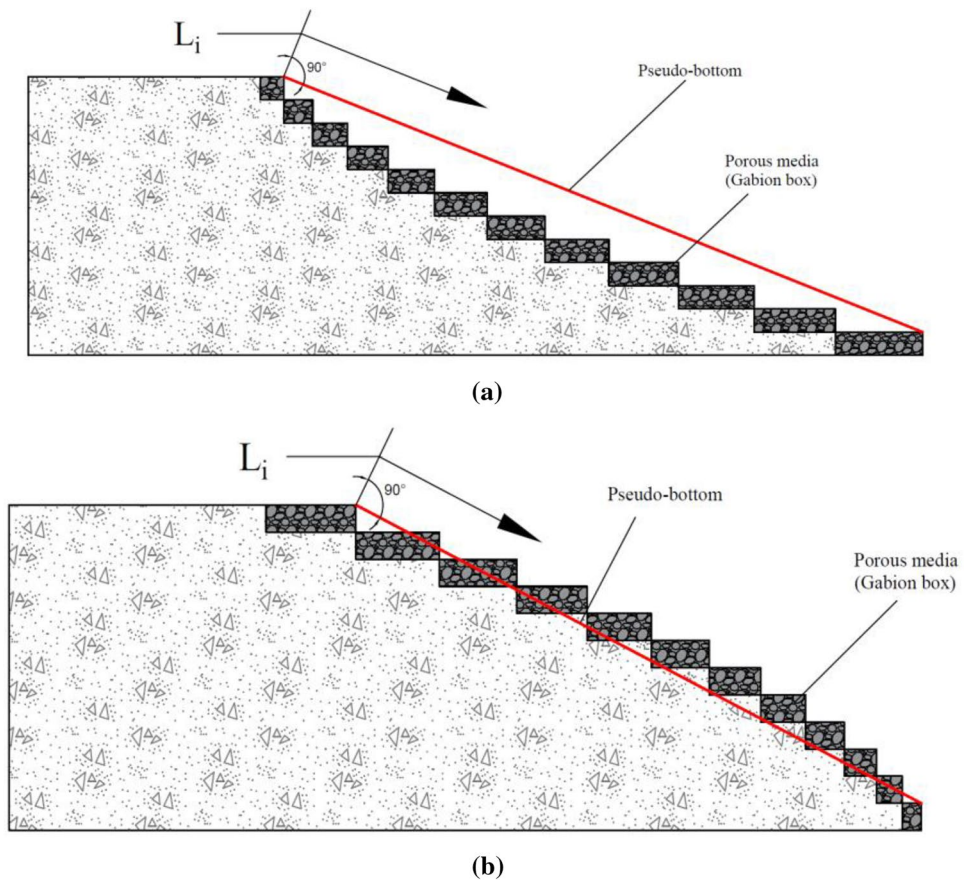 Li
90°
Pseudo-bottom
Porous media
(Gabion box)
(a)
Li
90°
Pseudo-bottom
Porous media
(Gabion box)
(b)